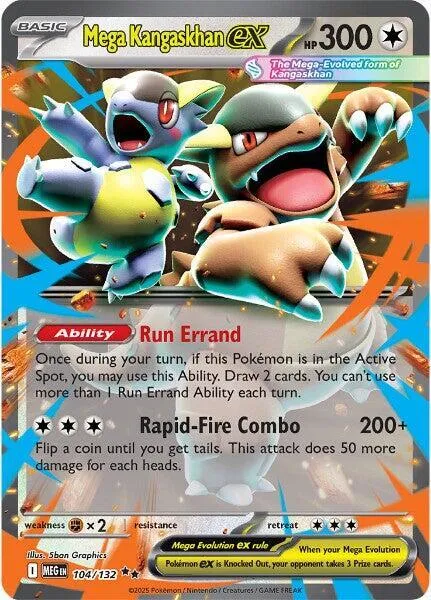 BASIC Mega Kangaskhan ex HP 300
The Mega-Evolved form of
Kangaskhan
Ability Run Errand
Once during your turn, if this Pokémon is in the Active
Spot, you may use this Ability. Draw 2 cards. You can't use
more than 1 Run Errand Ability each turn.
Rapid-Fire Combo 200+
Flip a coin until you get tails. This attack does 50 more
damage for each heads.
weakness ×2 resistance retreat
Illus. 5ban Graphics
Mega Evolution ex rule
When your Mega Evolution
Pokémon ex is Knocked Out, your opponent takes 3 Prize cards.
I MEG EN 104/132
©2025 Pokémon / Nintendo / Creatures / GAME FREAK